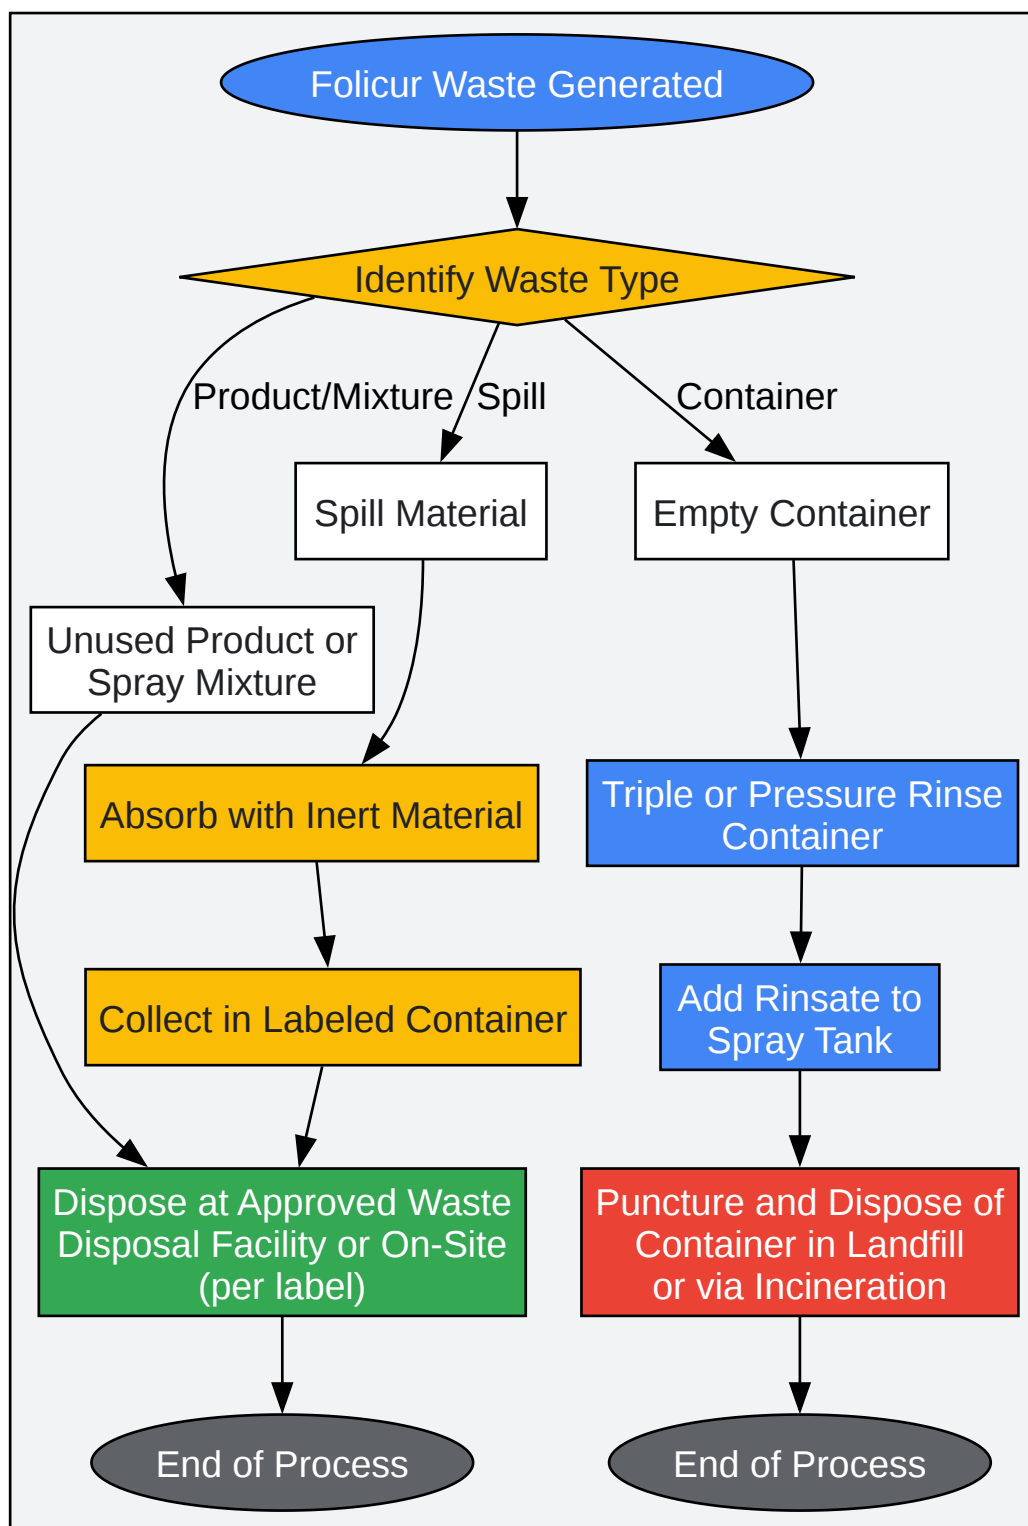 Folicur Waste Generated
Identify Waste Type
Product/Mixture
Spill
Container
Spill Material
Empty Container
Unused Product or
Spray Mixture
Absorb with Inert Material
Triple or Pressure Rinse
Container
Collect in Labeled Container
Add Rinsate to
Spray Tank
Dispose at Approved Waste
Disposal Facility or On-Site
(per label)
Puncture and Dispose of
Container in Landfill
or via Incineration
End of Process
End of Process